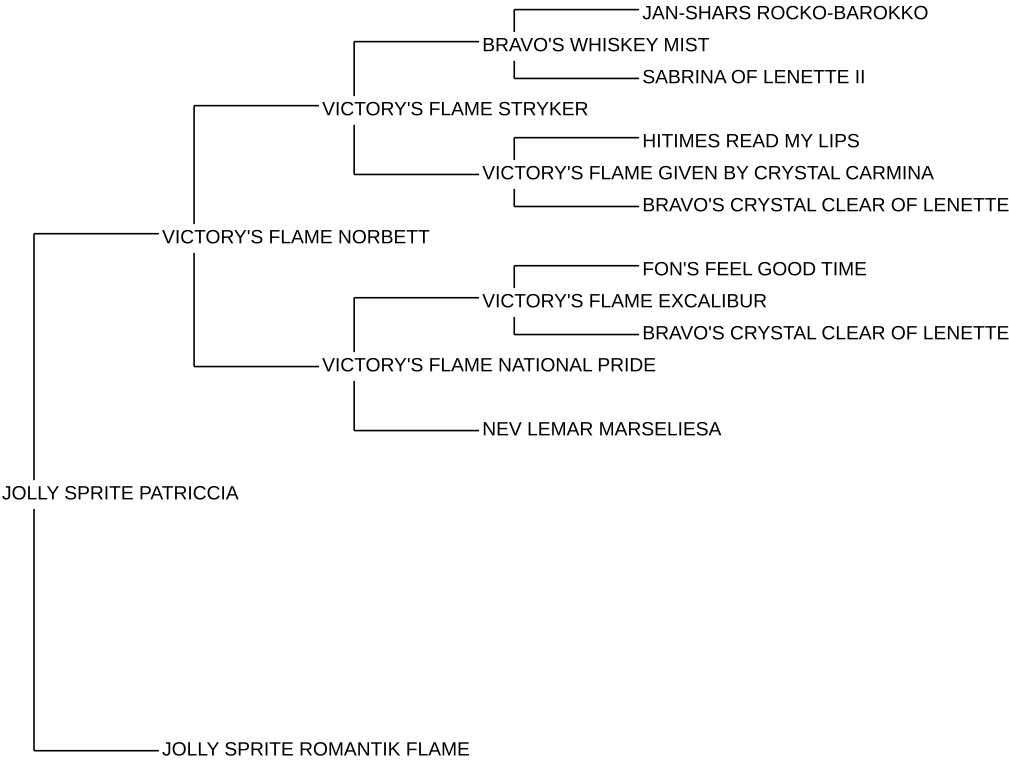 JAN-SHARS ROCKO-BAROKKO
BRAVO'S WHISKEY MIST
SABRINA OF LENETTE II
VICTORY'S FLAME STRYKER
HITIMES READ MY LIPS
VICTORY'S FLAME GIVEN BY CRYSTAL CARMINA
BRAVO'S CRYSTAL CLEAR OF LENETTE
VICTORY'S FLAME NORBETT
FON'S FEEL GOOD TIME
VICTORY'S FLAME EXCALIBUR
BRAVO'S CRYSTAL CLEAR OF LENETTE
VICTORY'S FLAME NATIONAL PRIDE
NEV LEMAR MARSELIESA
JOLLY SPRITE PATRICCIA
JOLLY SPRITE ROMANTIK FLAME